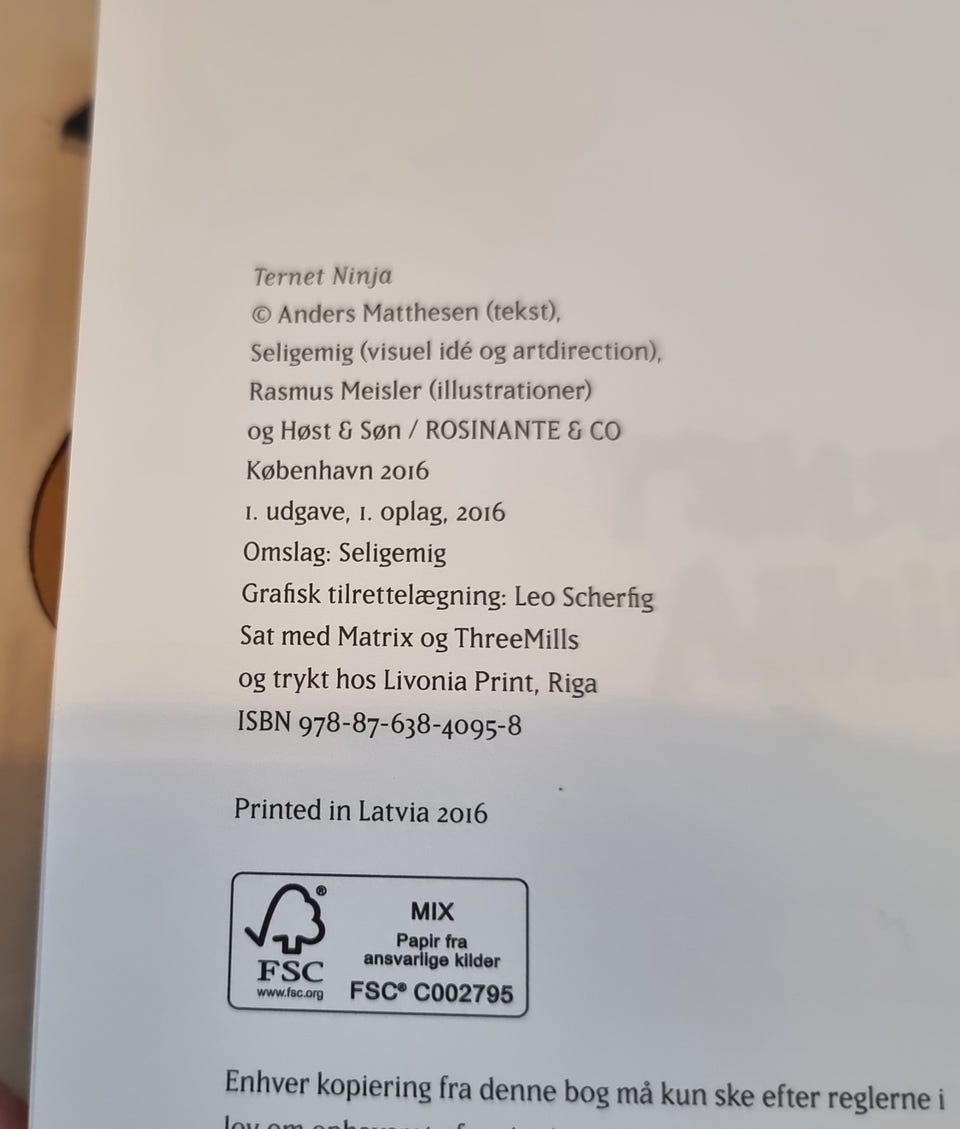 Ternet Ninja
© Anders Matthesen (tekst),
Seligemig (visuel idé og artdirection),
Rasmus Meisler (illustrationer)
og Høst & Søn / ROSINANTE & CO
København 2016
1. udgave, 1. oplag, 2016
Omslag: Seligemig
Grafisk tilrettelægning: Leo Scherfig
Sat med Matrix og ThreeMills
og trykt hos Livonia Print, Riga
ISBN 978-87-638-4095-8
Printed in Latvia 2016
®
FSC
www.fsc.org
MIX
Papir fra
ansvarlige kilder
FSC® C002795
Enhver kopiering fra denne bog må kun ske efter reglerne i
lov om